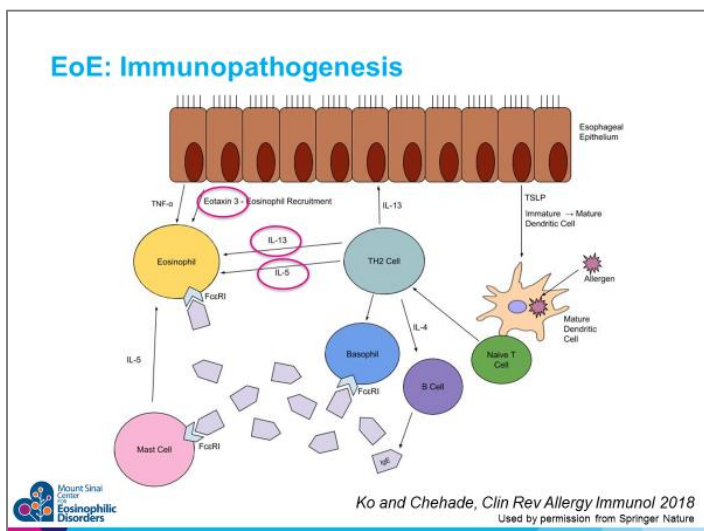 EoE: Immunopathogenesis
Esophageal
Epithelium
TNF-α
Eotaxin 3 - Eosinophil Recruitment
IL-13
TSLP
Immature → Mature
Dendritic Cell
IL-13
IL-5
Eosinophil
TH2 Cell
Allergen
FcεRI
Mature
Dendritic
Cell
IL-5
IL-4
Basophil
Naïve T
Cell
B Cell
FcεRI
Mast Cell
FcεRI
IgE
Mount Sinai
Center
FOR
Eosinophilic
Disorders
Ko and Chehade, Clin Rev Allergy Immunol 2018
Used by permission from Springer Nature